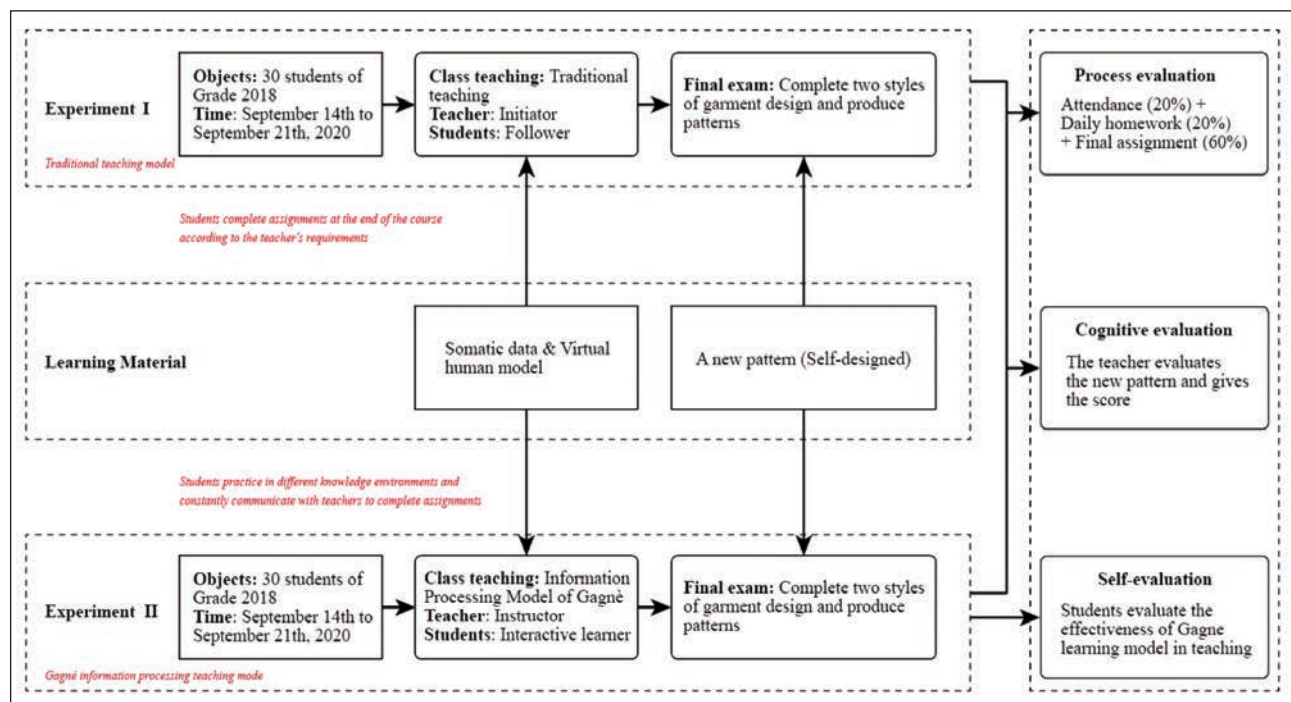 Experiment I
Traditional teaching model
Objects: 30 students of
Grade 2018
Time: September 14th to
September 21th, 2020
Class teaching: Traditional
teaching
Teacher: Initiator
Students: Follower
Final exam: Complete two styles
of garment design and produce
patterns
Process evaluation
Attendance (20%) +
Daily homework (20%)
+ Final assignment (60%)
Students complete assignments at the end of the course
according to the teacher's requirements
Learning Material
Somatic data & Virtual
human model
A new pattern (Self-designed)
Cognitive evaluation
The teacher evaluates
the new pattern and gives
the score
Students practice in different knowledge environments and
constantly communicate with teachers to complete assignments
Experiment II
Gagné information processing teaching mode
Objects: 30 students of
Grade 2018
Time: September 14th to
September 21th, 2020
Class teaching: Information
Processing Model of Gagnè
Teacher: Instructor
Students: Interactive learner
Final exam: Complete two styles
of garment design and produce
patterns
Self-evaluation
Students evaluate the
effectiveness of Gagne
learning model in teaching